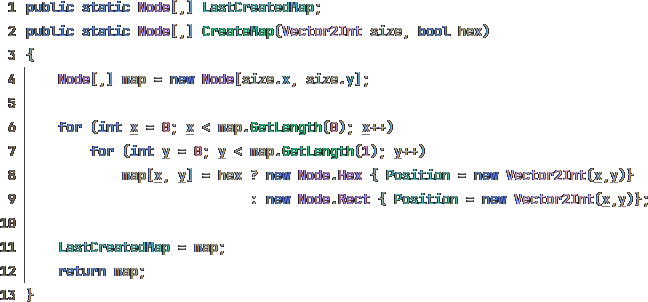 1 public static Node[,] LastCreatedMap;
2 public static Node[,] CreateMap(Vector2Int size, bool hex)
3 {
4 Node[,] map = new Node[size.x, size.y];
5
6 for (int x = 0; x < map.GetLength(0); x++)
7 for (int y = 0; y < map.GetLength(1); y++)
8 map[x, y] = hex ? new Node.Hex { Position = new Vector2Int(x,y)}
9 : new Node.Rect { Position = new Vector2Int(x,y)};
10
11 LastCreatedMap = map;
12 return map;
13 }